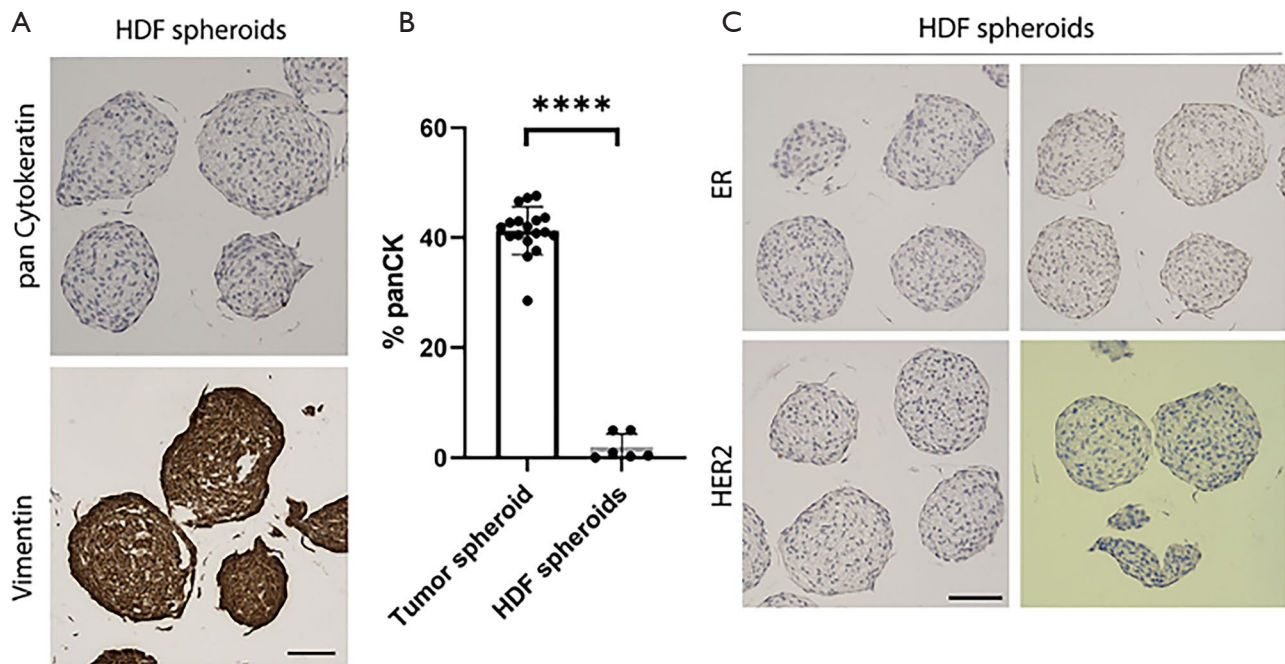 A
HDF spheroids
pan Cytokeratin
Vimentin
B
****
60
40
20
0
% panCK
Tumor spheroid
HDF spheroids
C
HDF spheroids
ER
HER2